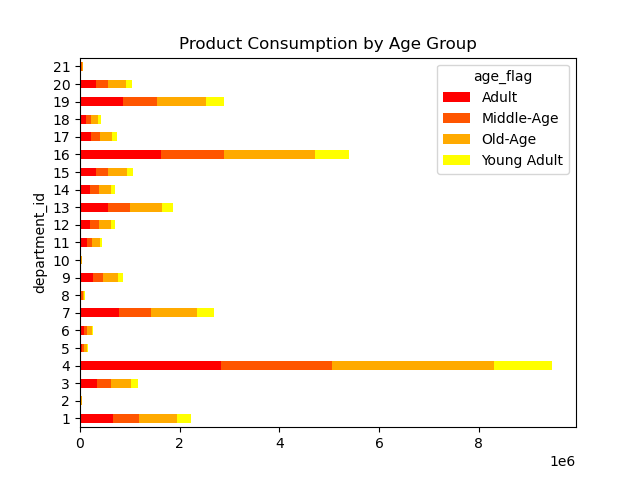 Product Consumption by Age Group
age_flag
Adult
Middle-Age
Old-Age
Young Adult
department_id
21
20
19
18
17
16
15
14
13
12
11
10
9
8
7
6
5
4
3
2
1
0 2 4 6 8
1e6